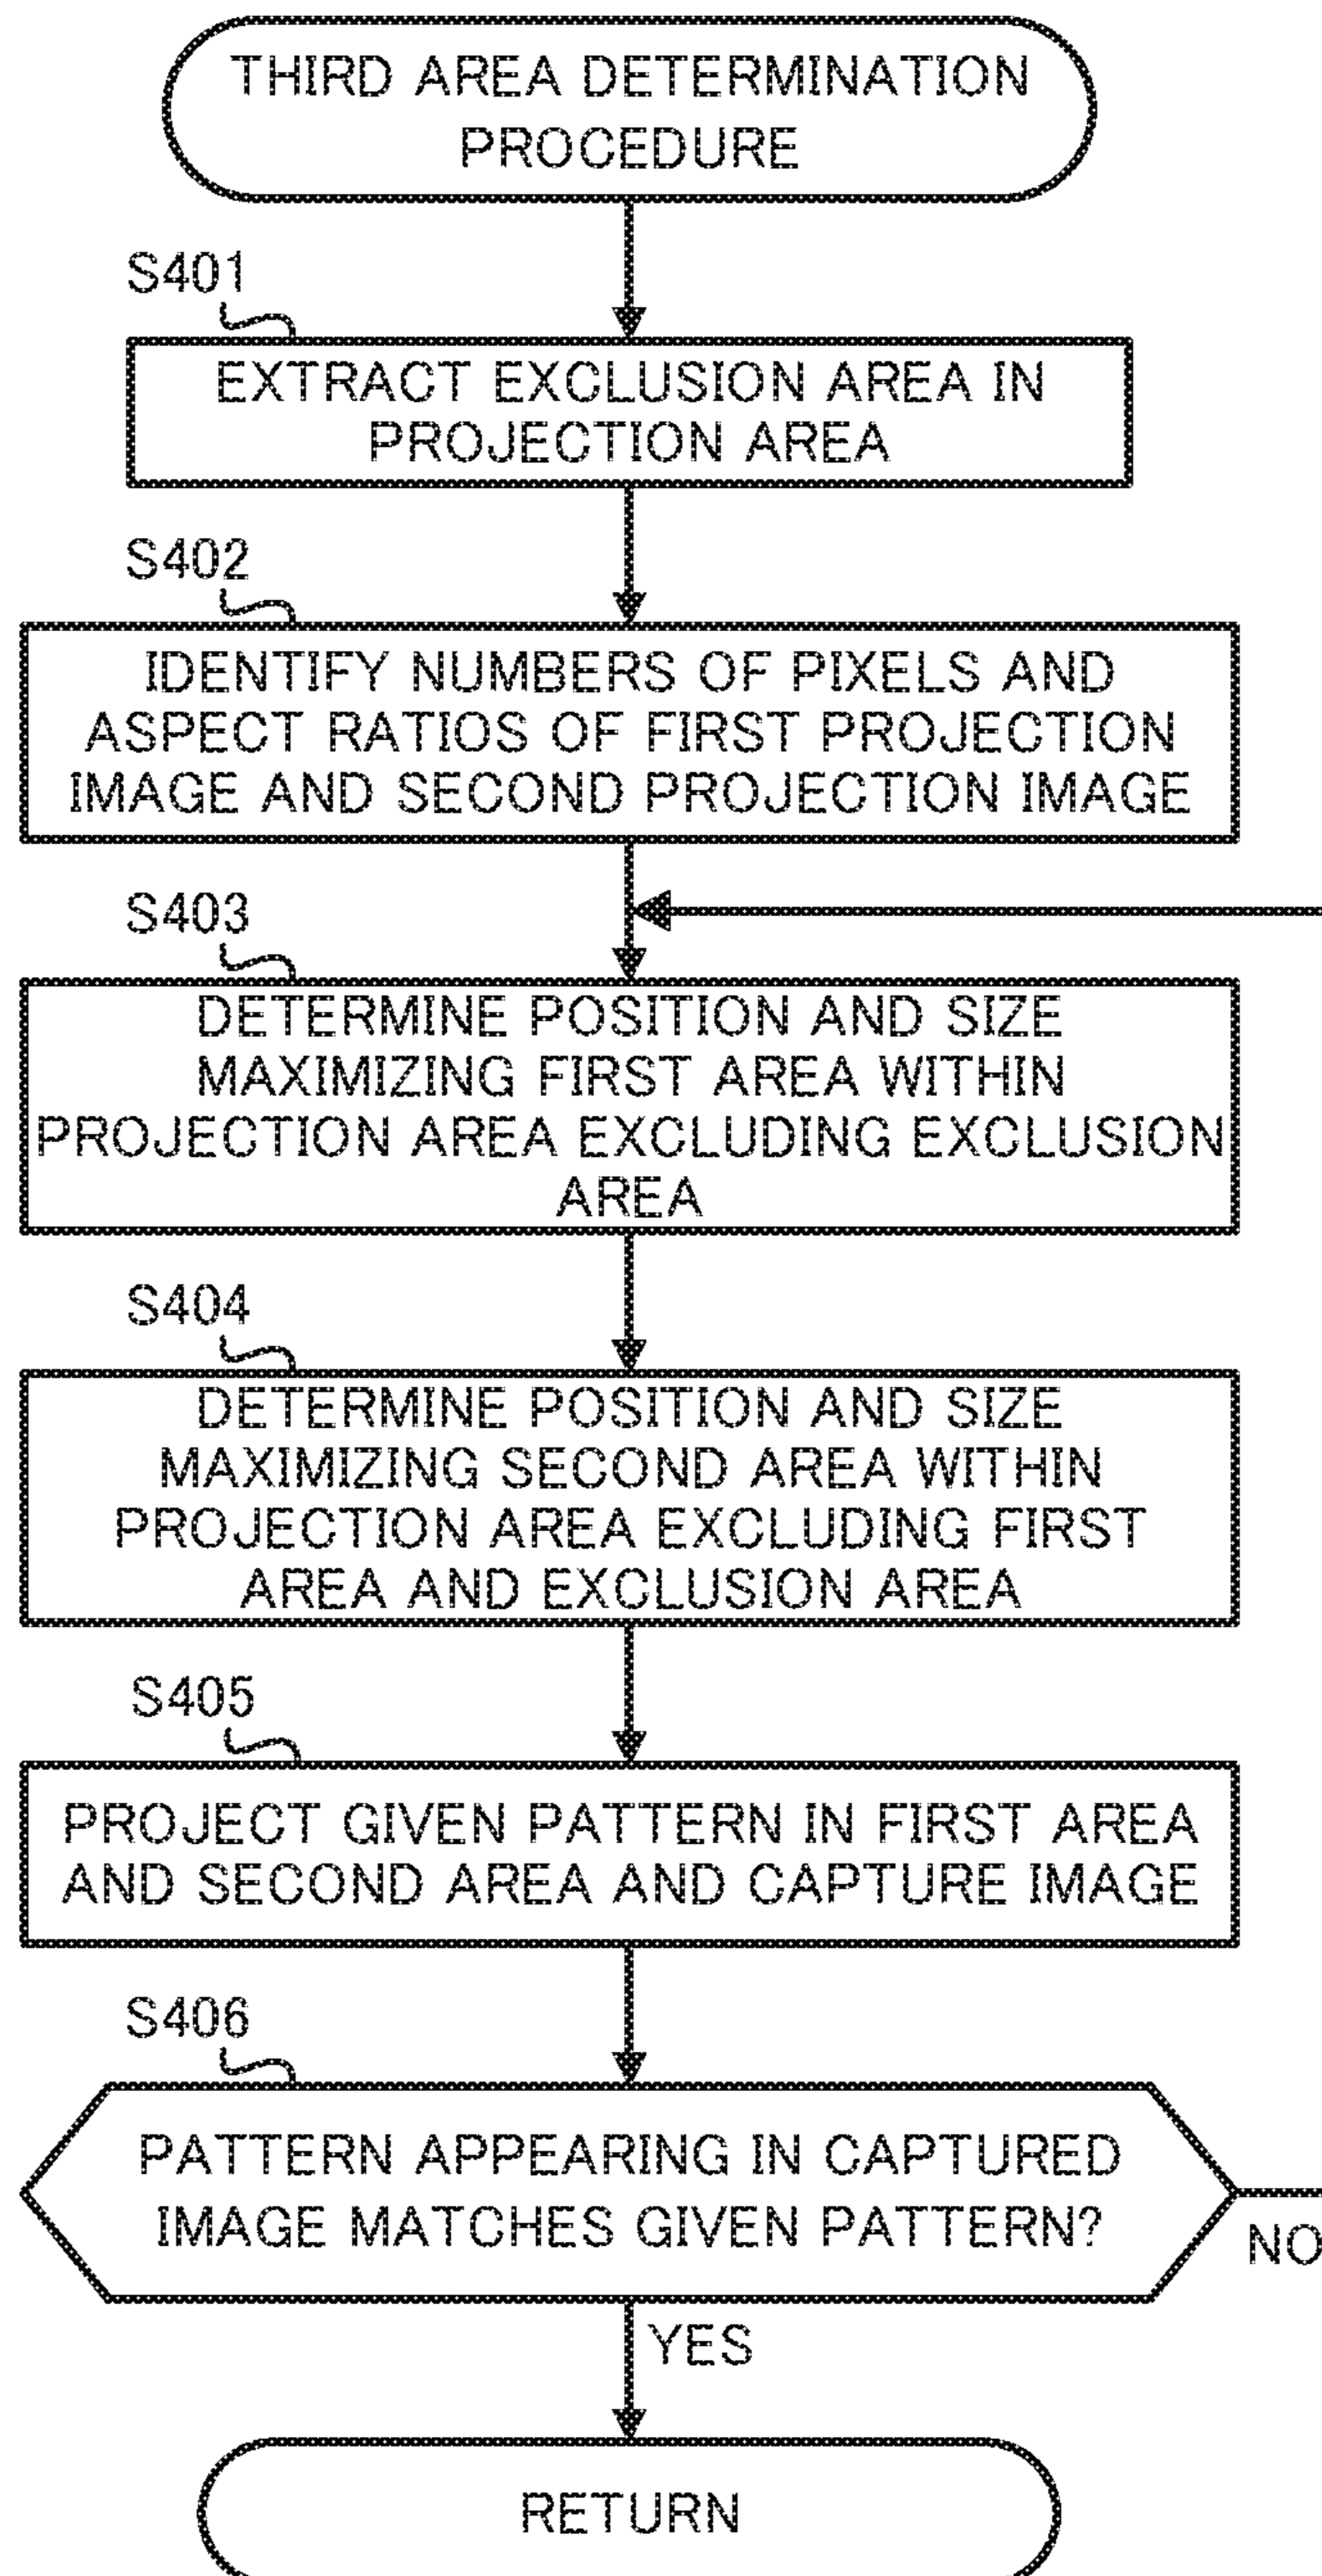 THIRD AREA DETERMINATION
PROCEDURE
S401
EXTRACT EXCLUSION AREA IN
PROJECTION AREA
S402
IDENTIFY NUMBERS OF PIXELS AND
ASPECT RATIOS OF FIRST PROJECTION
IMAGE AND SECOND PROJECTION IMAGE
S403
DETERMINE POSITION AND SIZE
MAXIMIZING FIRST AREA WITHIN
PROJECTION AREA EXCLUDING EXCLUSION
AREA
S404
DETERMINE POSITION AND SIZE
MAXIMIZING SECOND AREA WITHIN
PROJECTION AREA EXCLUDING FIRST
AREA AND EXCLUSION AREA
S405
PROJECT GIVEN PATTERN IN FIRST AREA
AND SECOND AREA AND CAPTURE IMAGE
S406
PATTERN APPEARING IN CAPTURED
IMAGE MATCHES GIVEN PATTERN?
NO
YES
RETURN